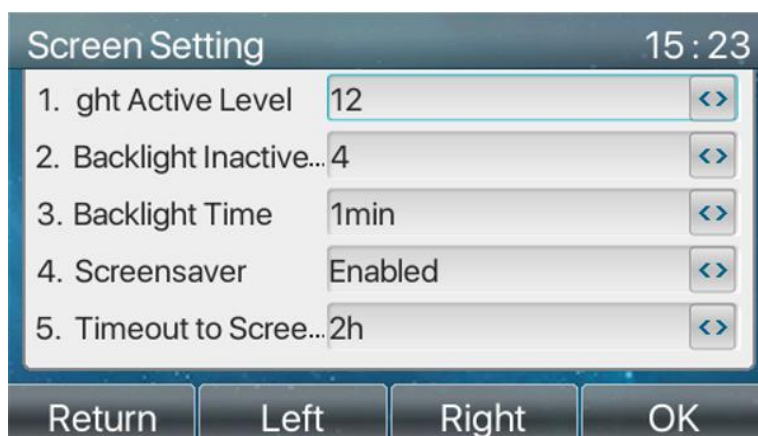 Screen Setting 15:23
1. ght Active Level 12
2. Backlight Inactive... 4
3. Backlight Time 1min
4. Screensaver Enabled
5. Timeout to Scree... 2h
Return Left Right OK